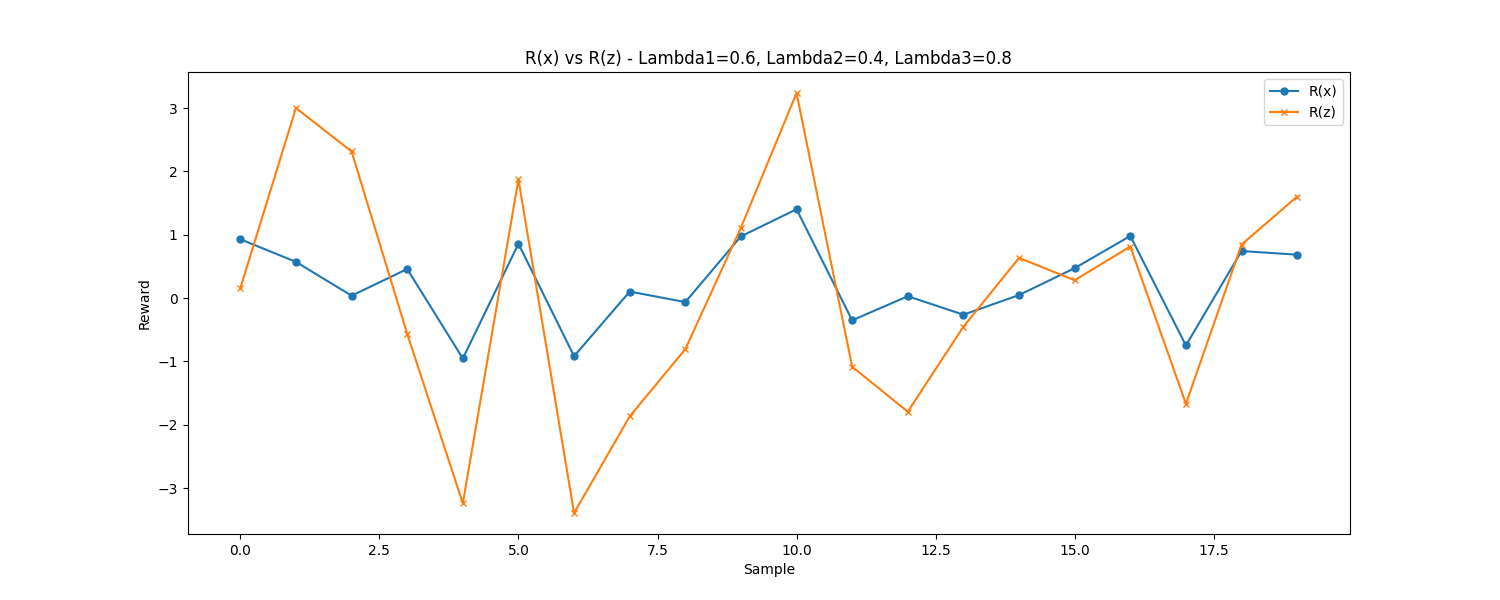 R(x) vs R(z) - Lambda1=0.6, Lambda2=0.4, Lambda3=0.8
R(x)
R(z)
Reward
3
2
1
0
−1
−2
−3
0.0 2.5 5.0 7.5 10.0 12.5 15.0 17.5
Sample